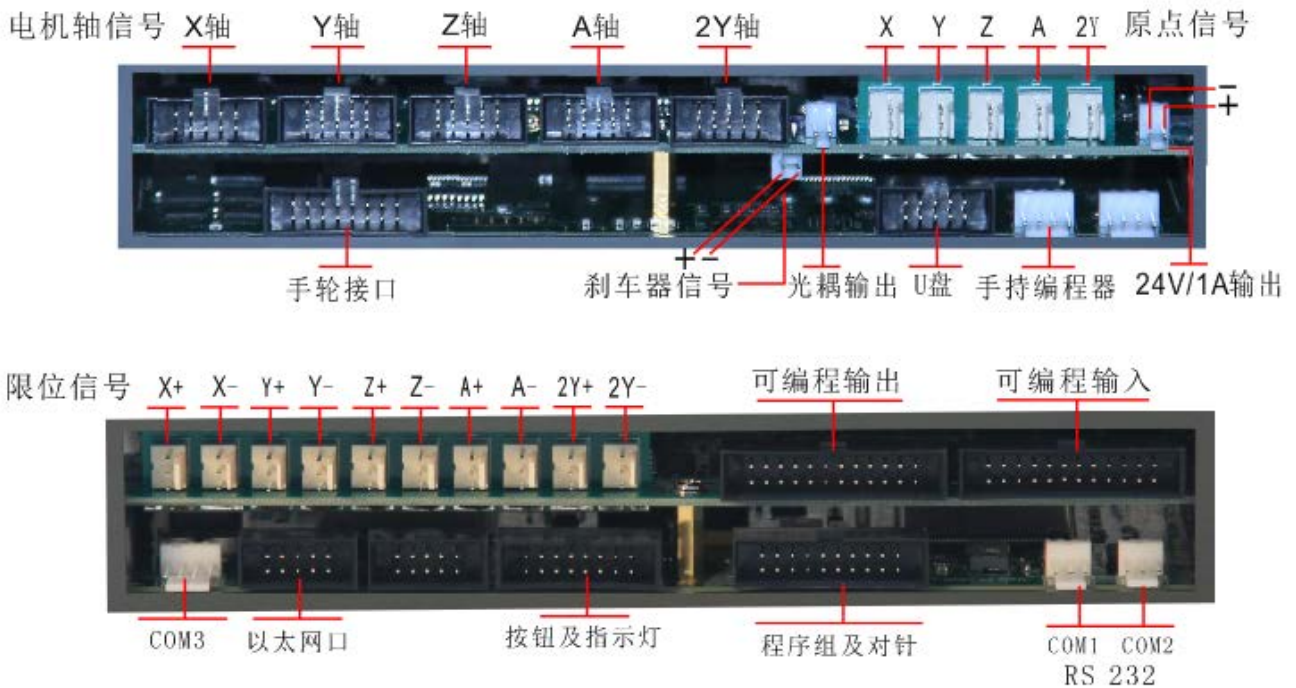 电机轴信号 X轴 Y轴 Z轴 A轴 2Y轴 X Y Z A 2Y 原点信号
−
+
+ −
手轮接口 刹车器信号 光耦输出 U盘 手持编程器 24V/1A输出
限位信号 X+ X- Y+ Y- Z+ Z- A+ A- 2Y+ 2Y- 可编程输出 可编程输入
COM3 以太网口 按钮及指示灯 程序组及对针 COM1 COM2
RS 232